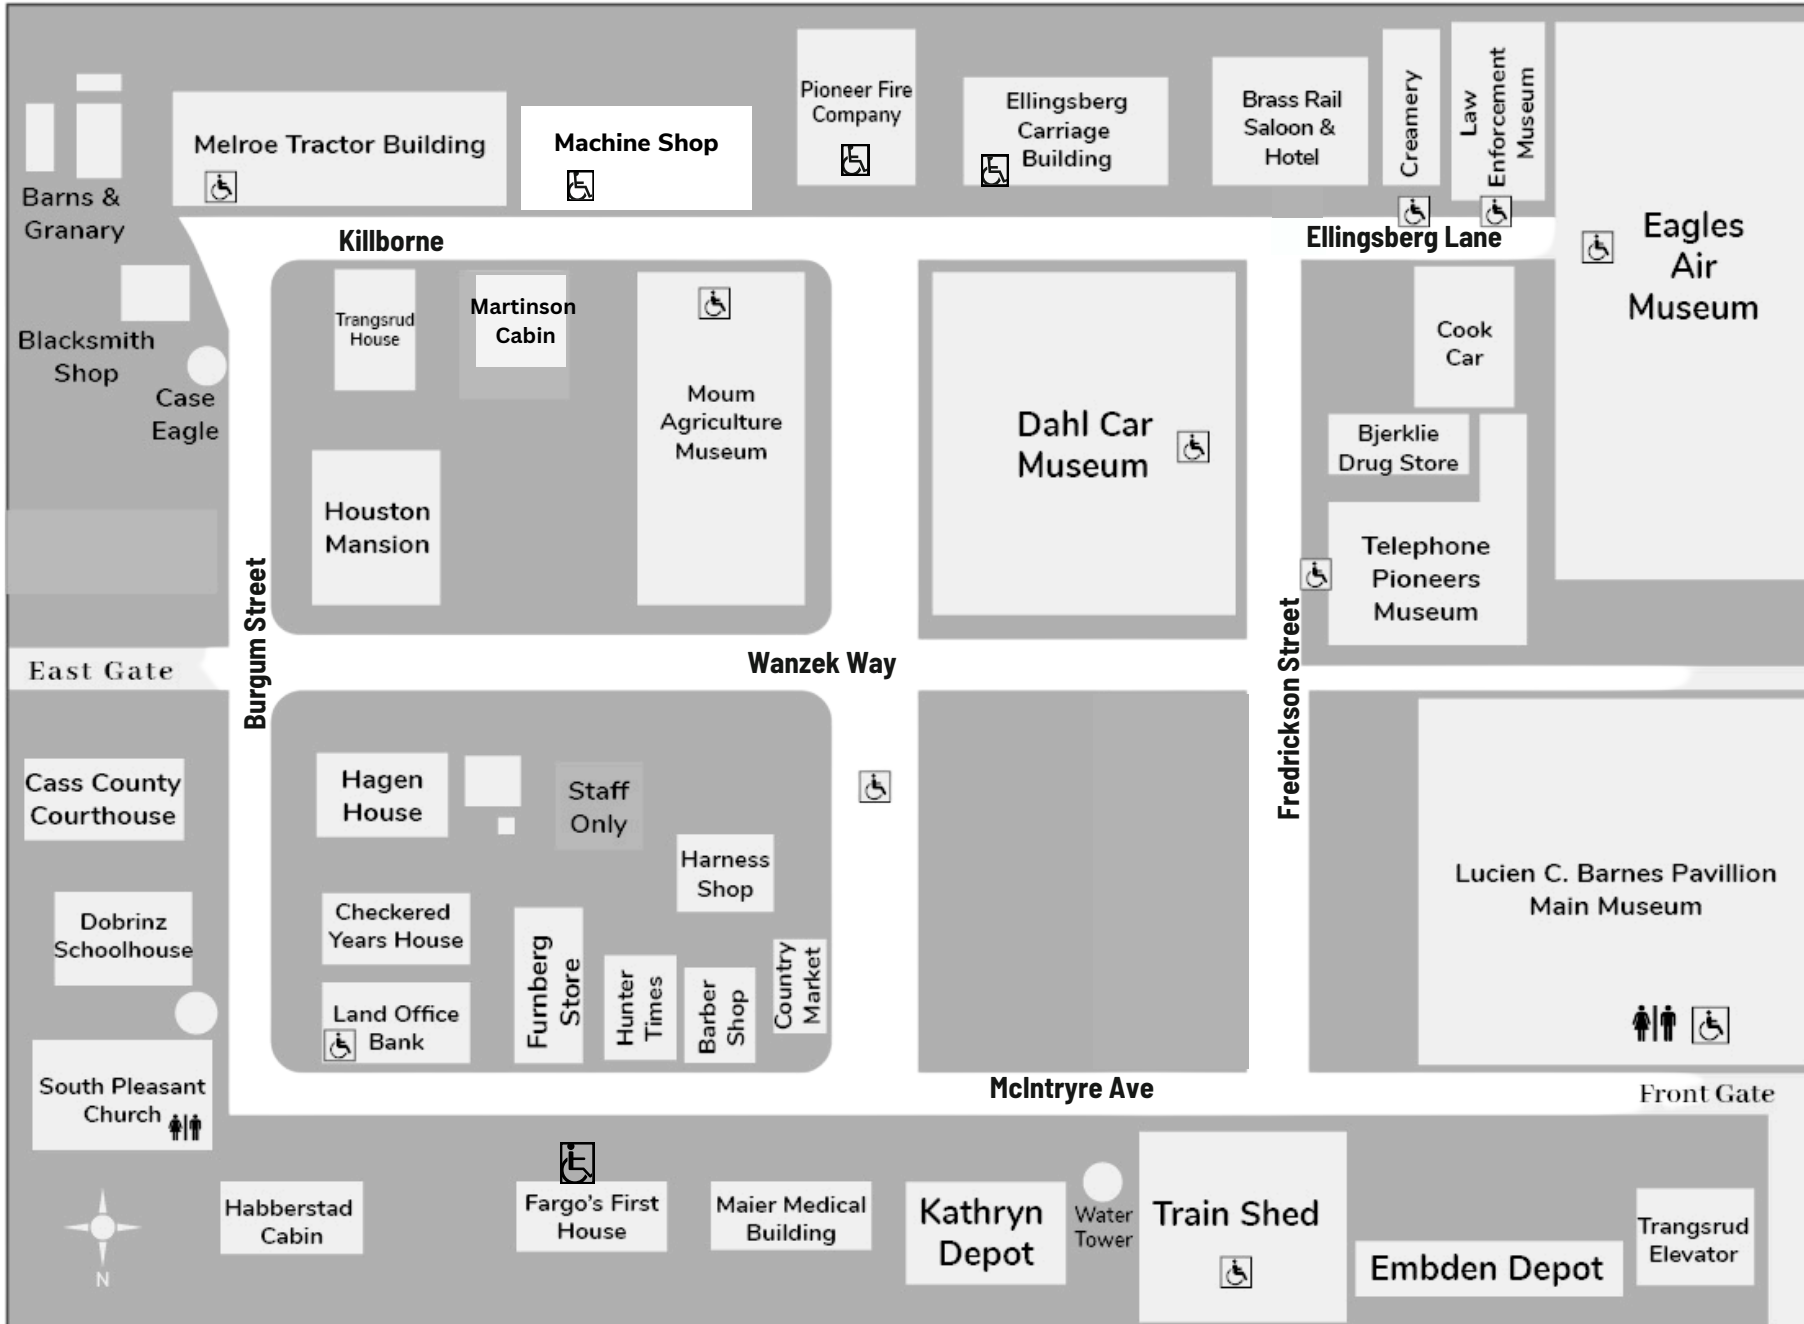 Barns &
Granary
Melroe Tractor Building
Machine Shop
Pioneer Fire
Company
Ellingsberg
Carriage
Building
Brass Rail
Saloon &
Hotel
Creamery
Law
Enforcement
Museum
Eagles
Air
Museum
Killborne
Ellingsberg Lane
Blacksmith
Shop
Case
Eagle
Trangsrud
House
Martinson
Cabin
Moum
Agriculture
Museum
Dahl Car
Museum
Cook
Car
Bjerklie
Drug Store
Houston
Mansion
Telephone
Pioneers
Museum
Burgum Street
Fredrickson Street
East Gate
Wanzek Way
Cass County
Courthouse
Hagen
House
Staff
Only
Harness
Shop
Lucien C. Barnes Pavillion
Main Museum
Dobrinz
Schoolhouse
Checkered
Years House
Furnberg
Store
Hunter
Times
Barber
Shop
Country
Market
Land Office
Bank
South Pleasant
Church
McIntryre Ave
Front Gate
Habberstad
Cabin
Fargo's First
House
Maier Medical
Building
Kathryn
Depot
Water
Tower
Train Shed
Embden Depot
Trangsrud
Elevator
N